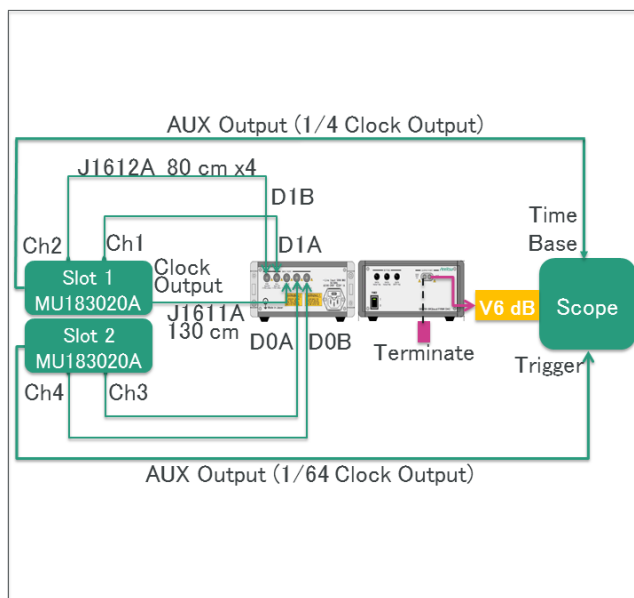 AUX Output (1/4 Clock Output)
J1612A 80 cm x4
D1B
Ch2
Ch1
D1A
Time
Base
Slot 1
MU183020A
Clock
Output
J1611A
130 cm
V6 dB
Scope
Slot 2
MU183020A
D0A
D0B
Terminate
Trigger
Ch4
Ch3
AUX Output (1/64 Clock Output)